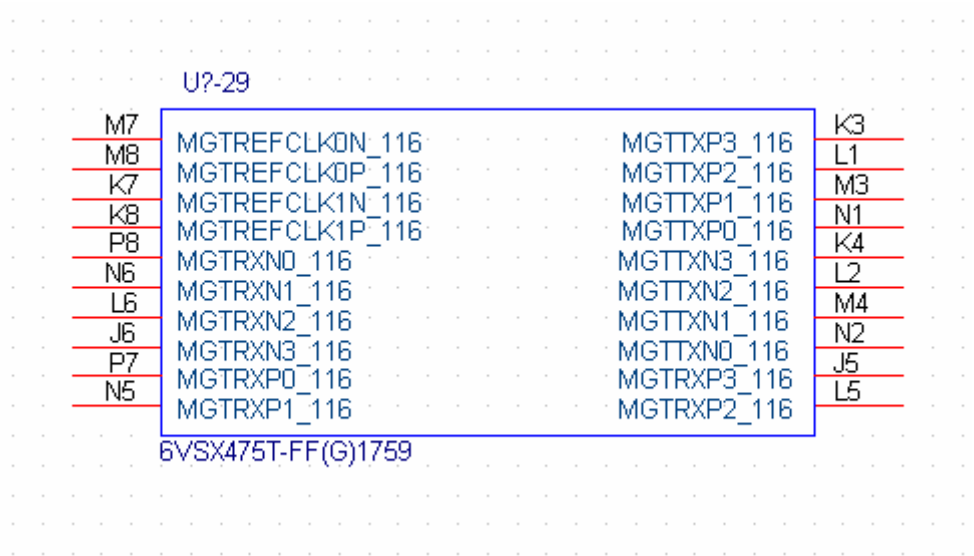 U?-29
M7 MGTREFCLK0N_116 MGTTXP3_116 K3
M8 MGTREFCLK0P_116 MGTTXP2_116 L1
K7 MGTREFCLK1N_116 MGTTXP1_116 M3
K8 MGTREFCLK1P_116 MGTTXP0_116 N1
P8 MGTRXN0_116 MGTTXN3_116 K4
N6 MGTRXN1_116 MGTTXN2_116 L2
L6 MGTRXN2_116 MGTTXN1_116 M4
J6 MGTRXN3_116 MGTTXN0_116 N2
P7 MGTRXP0_116 MGTRXP3_116 J5
N5 MGTRXP1_116 MGTRXP2_116 L5
6VSX475T-FF(G)1759